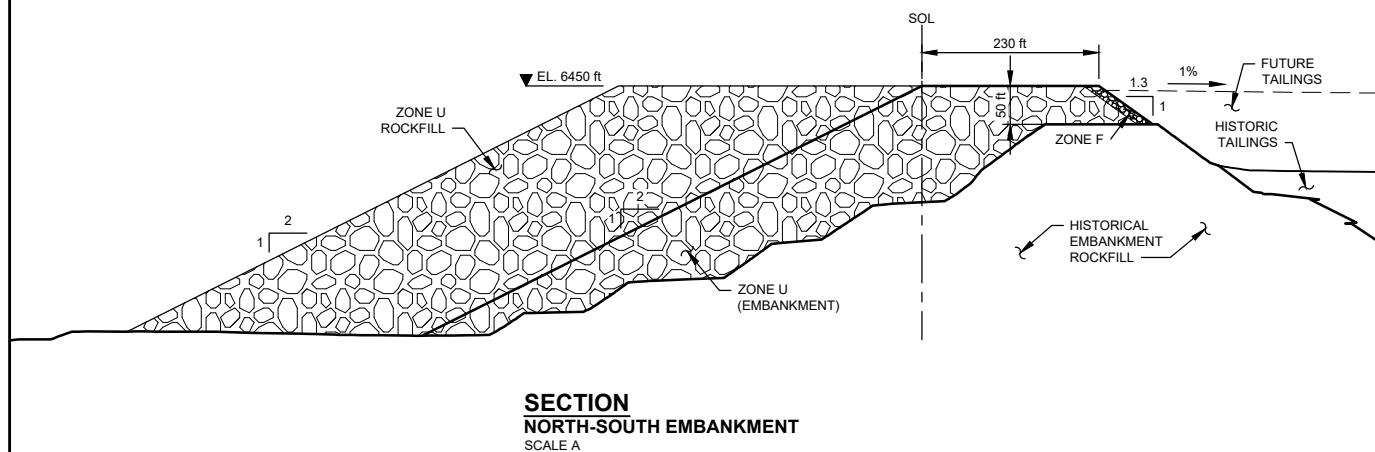 SOL
230 ft
EL. 6450 ft
1.3
1
1%
FUTURE
TAILINGS
50 ft
ZONE U
ROCKFILL
ZONE F
HISTORIC
TAILINGS
2
1
2
1
HISTORICAL
EMBANKMENT
ROCKFILL
ZONE U
(EMBANKMENT)
SECTION
NORTH-SOUTH EMBANKMENT
SCALE A